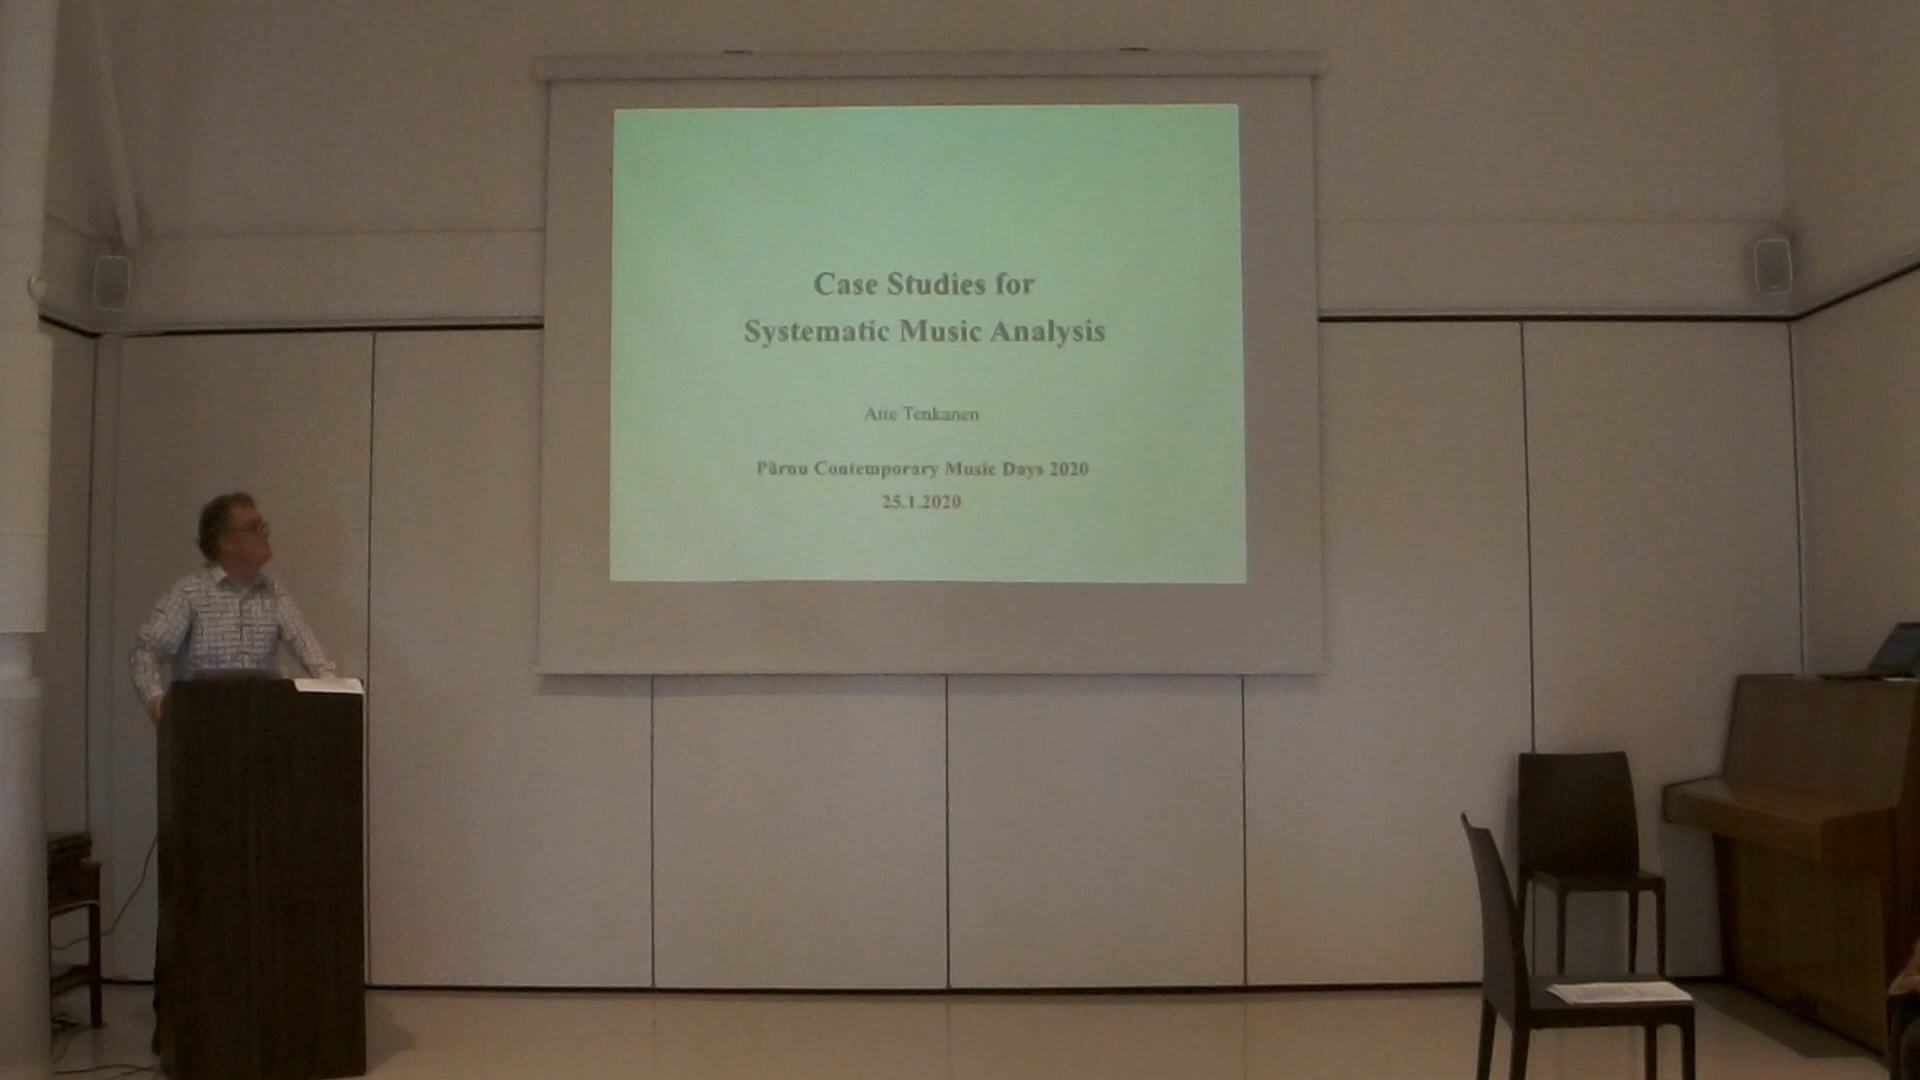 Case Studies for
Systematic Music Analysis
Atte Tenkanen
Pärnu Contemporary Music Days 2020
25.1.2020